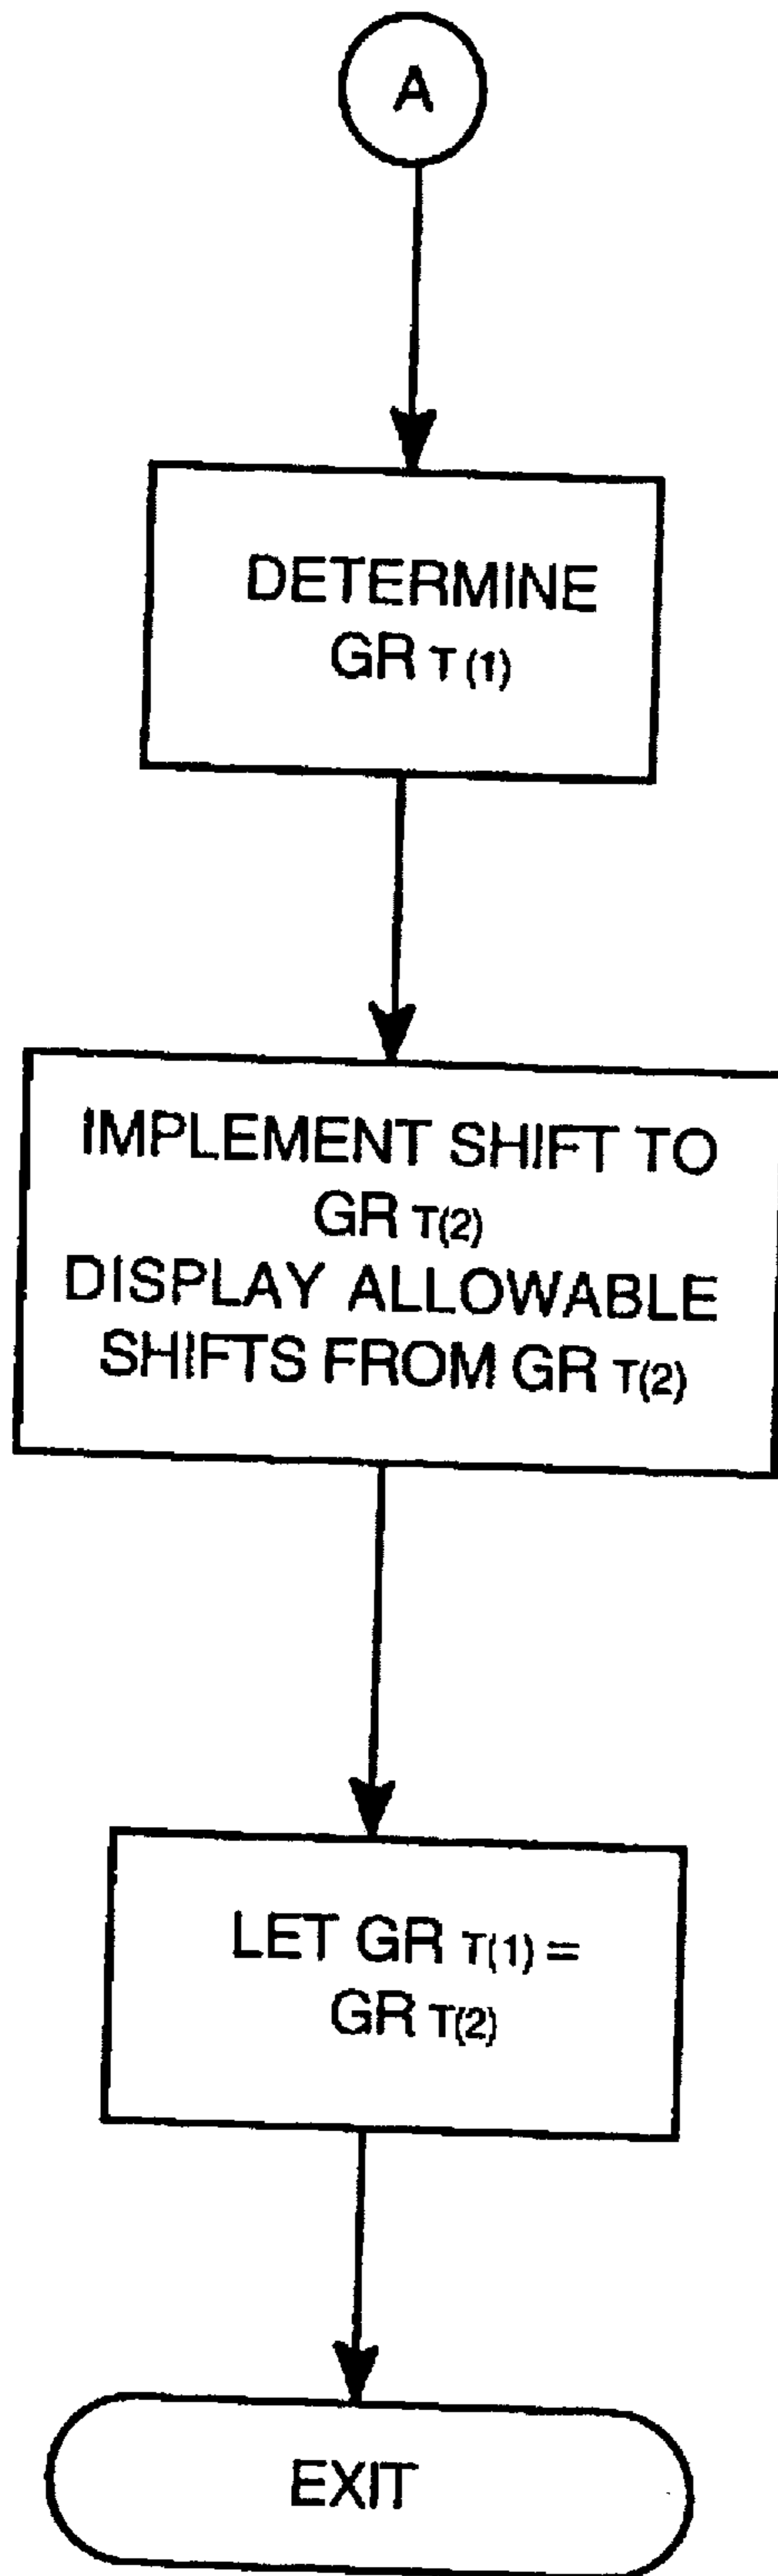 A
DETERMINE
GR T(1)
IMPLEMENT SHIFT TO
GR T(2)
DISPLAY ALLOWABLE
SHIFTS FROM GR T(2)
LET GR T(1) =
GR T(2)
EXIT